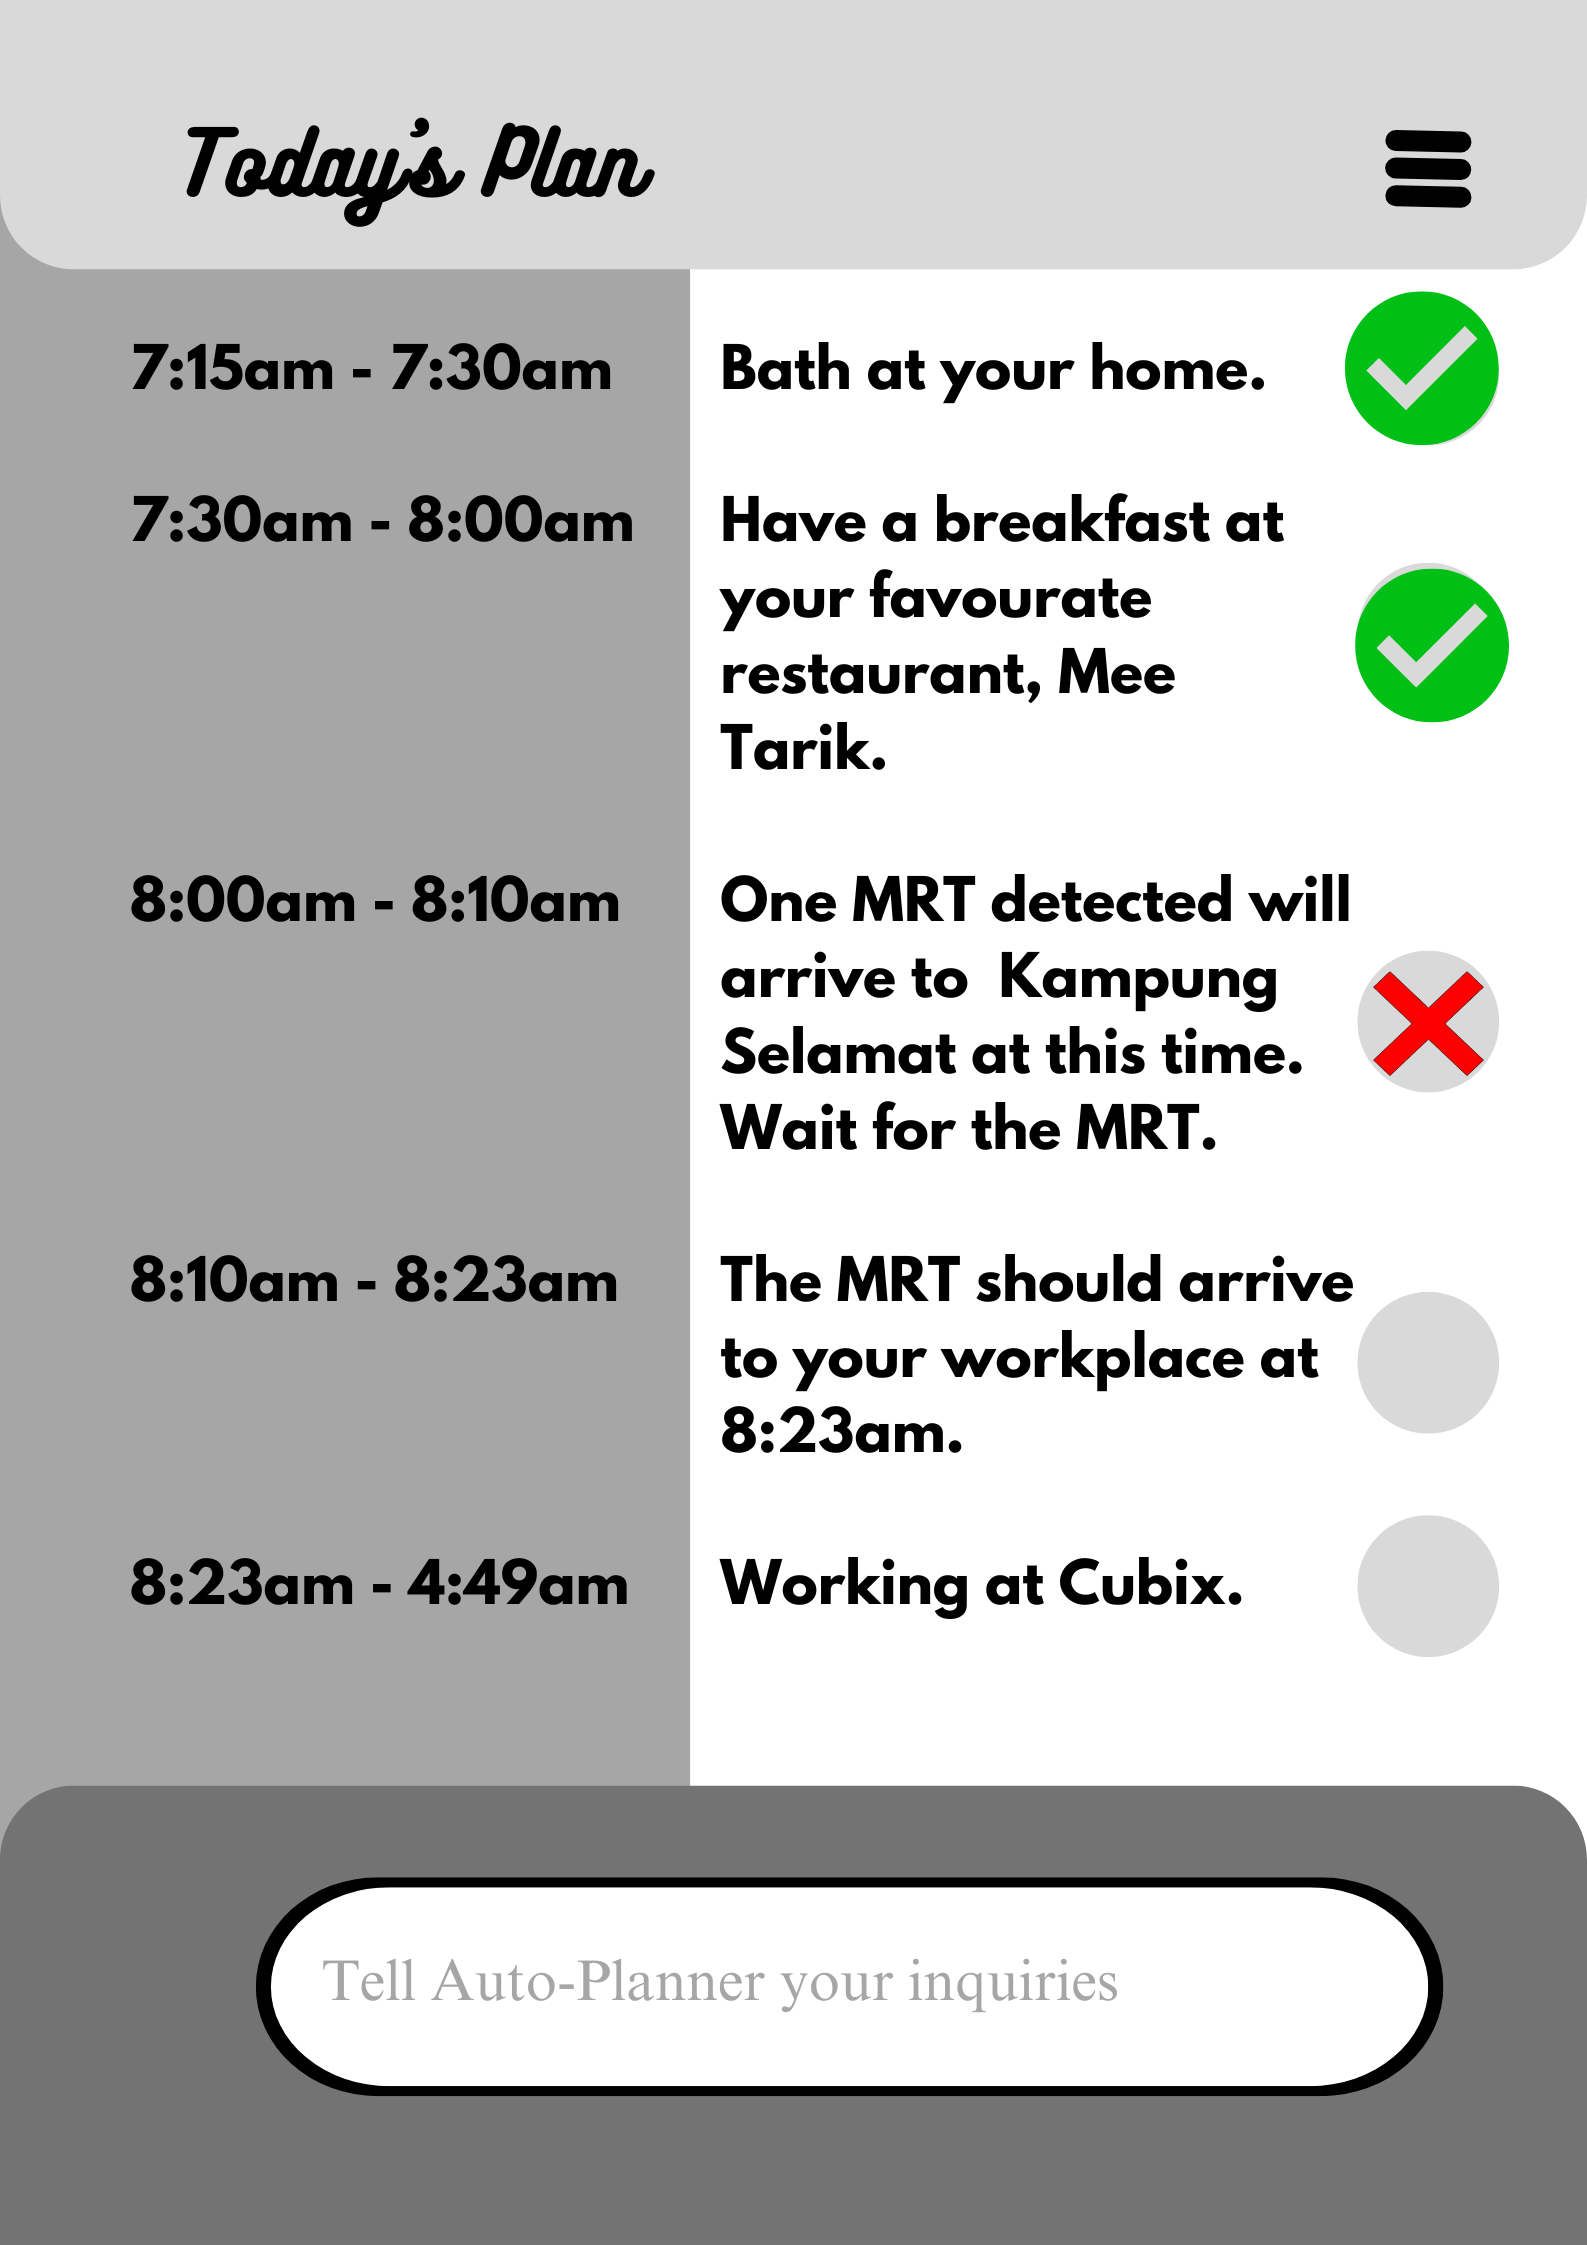 Today's Plan
7:15am - 7:30am
Bath at your home.
7:30am - 8:00am
Have a breakfast at
your favourate
restaurant, Mee
Tarik.
8:00am - 8:10am
One MRT detected will
arrive to  Kampung
Selamat at this time.
Wait for the MRT.
8:10am - 8:23am
The MRT should arrive
to your workplace at
8:23am.
8:23am - 4:49am
Working at Cubix.
Tell Auto-Planner your inquiries